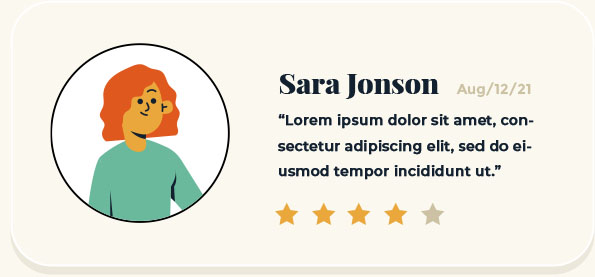 Sara Jonson Aug/12/21
“Lorem ipsum dolor sit amet, con-
sectetur adipiscing elit, sed do ei-
usmod tempor incididunt ut.”